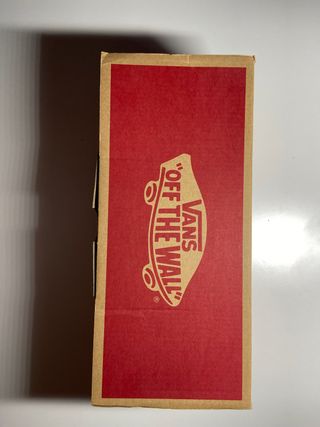 VANS
"OFF THE WALL"
®